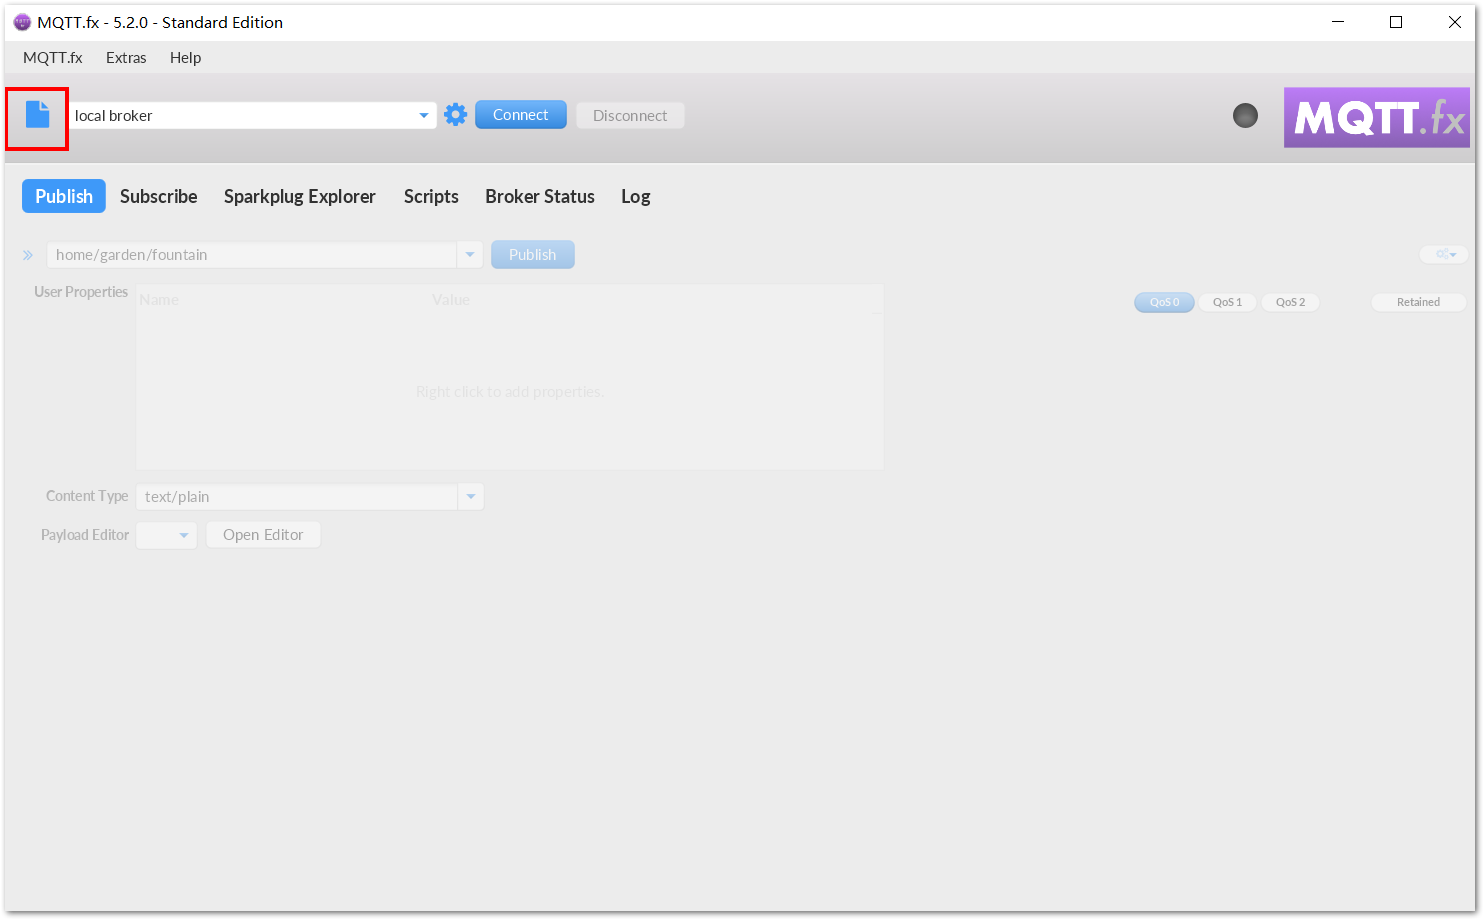 MQTT.fx - 5.2.0 - Standard Edition
MQTT.fx Extras Help
local broker Connect Disconnect MQTT.fx
Publish Subscribe Sparkplug Explorer Scripts Broker Status Log
home/garden/fountain Publish
User Properties Name Value QoS 0 QoS 1 QoS 2 Retained
Right click to add properties.
Content Type text/plain
Payload Editor Open Editor